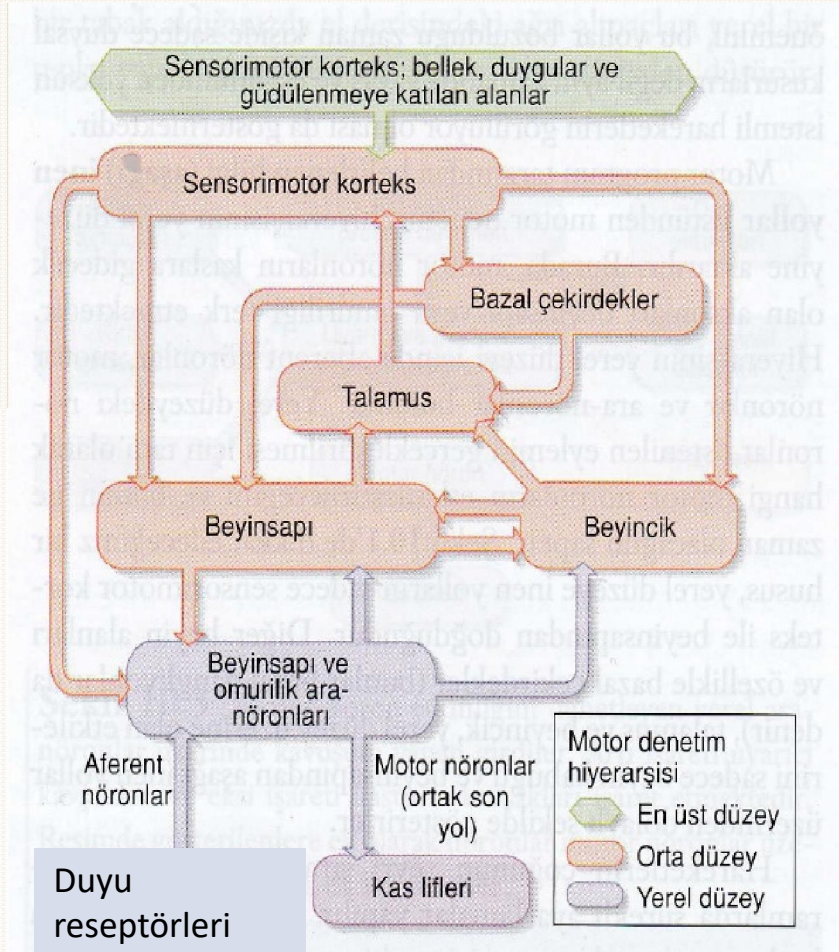 Sensorimotor korteks; bellek, duygular ve
güdülenmeye katılan alanlar
Sensorimotor korteks
Bazal çekirdekler
Talamus
Beyinsapı
Beyincik
Beyinsapı ve
omurilik ara-
nöronları
Aferent
nöronlar
Motor nöronlar
(ortak son
yol)
Duyu
reseptörleri
Kas lifleri
Motor denetim
hiyerarşisi
En üst düzey
Orta düzey
Yerel düzey